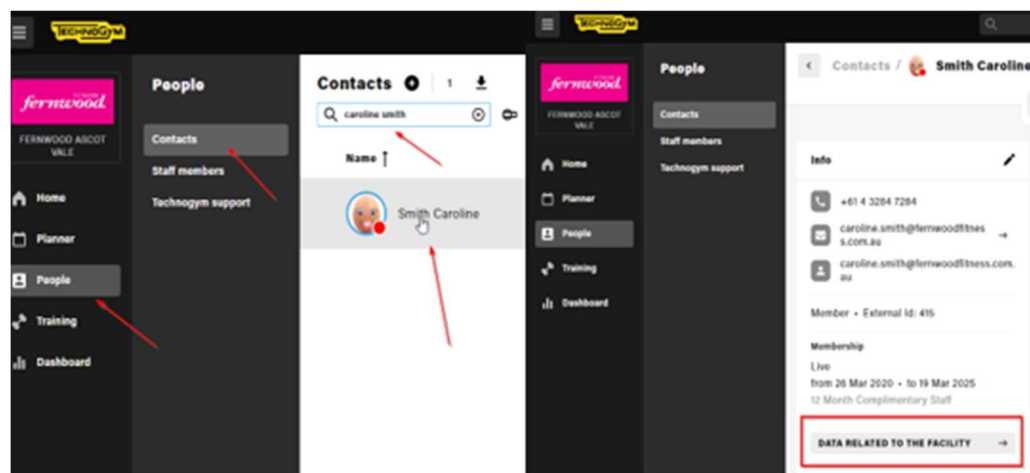 TECHNOGYM
fernwood
FERNWOOD ASCOT
VALE
Home
Planner
People
Training
Dashboard
People
Contacts
Staff members
Technogym support
Contacts
1
caroline smith
Name ↑
Smith Caroline
TECHNOGYM
fernwood
FERNWOOD ASCOT
VALE
Home
Planner
People
Training
Dashboard
People
Contacts
Staff members
Technogym support
Contacts / Smith Caroline
Info
+61 4 3284 7284
caroline.smith@fernwoodfitnes
s.com.au
caroline.smith@fernwoodfitness.com.
au
Member • External Id: 415
Membership
Live
from 26 Mar 2020 • to 19 Mar 2025
12 Month Complimentary Staff
DATA RELATED TO THE FACILITY →